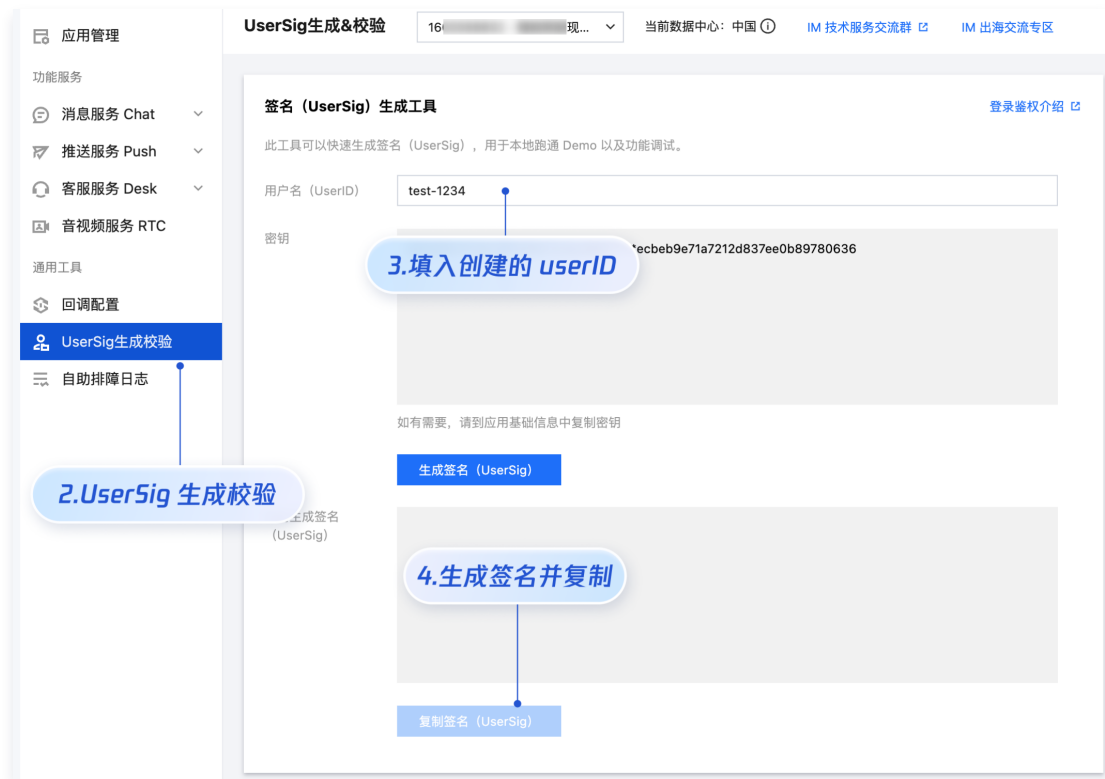 应用管理
功能服务
消息服务 Chat
推送服务 Push
客服服务 Desk
音视频服务 RTC
通用工具
回调配置
UserSig生成校验
自助排障日志
2.UserSig 生成校验
UserSig生成&校验
16 现...
当前数据中心：中国
IM 技术服务交流群
IM 出海交流专区
签名（UserSig）生成工具
登录鉴权介绍
此工具可以快速生成签名（UserSig），用于本地跑通 Demo 以及功能调试。
用户名（UserID）
test-1234
密钥
ecbeb9e71a7212d837ee0b89780636
3.填入创建的 userID
如有需要，请到应用基础信息中复制密钥
生成签名（UserSig）
生成签名
（UserSig）
4.生成签名并复制
复制签名（UserSig）